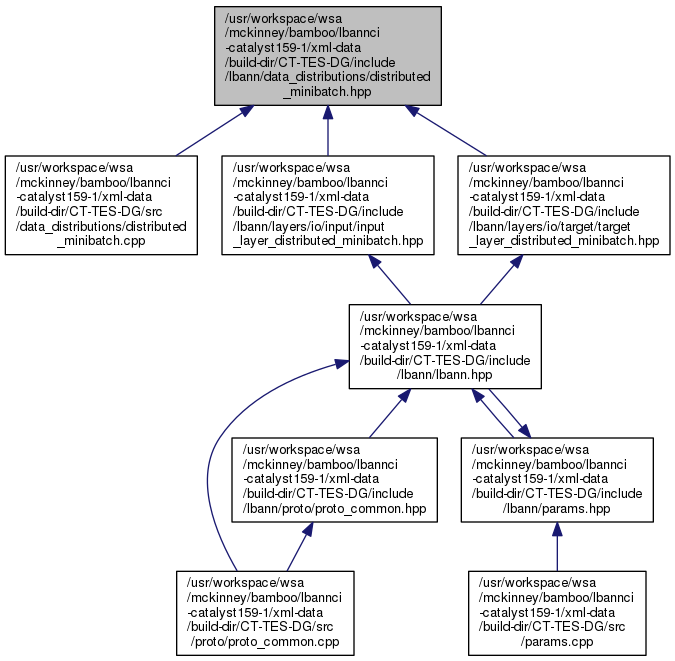 /usr/workspace/wsa
/mckinney/bamboo/lbannci
-catalyst159-1/xml-data
/build-dir/CT-TES-DG/include
/lbann/data_distributions/distributed
_minibatch.hpp
/usr/workspace/wsa
/mckinney/bamboo/lbannci
-catalyst159-1/xml-data
/build-dir/CT-TES-DG/src
/data_distributions/distributed
_minibatch.cpp
/usr/workspace/wsa
/mckinney/bamboo/lbannci
-catalyst159-1/xml-data
/build-dir/CT-TES-DG/include
/lbann/layers/io/input/input
_layer_distributed_minibatch.hpp
/usr/workspace/wsa
/mckinney/bamboo/lbannci
-catalyst159-1/xml-data
/build-dir/CT-TES-DG/include
/lbann/layers/io/target/target
_layer_distributed_minibatch.hpp
/usr/workspace/wsa
/mckinney/bamboo/lbannci
-catalyst159-1/xml-data
/build-dir/CT-TES-DG/include
/lbann/lbann.hpp
/usr/workspace/wsa
/mckinney/bamboo/lbannci
-catalyst159-1/xml-data
/build-dir/CT-TES-DG/include
/lbann/proto/proto_common.hpp
/usr/workspace/wsa
/mckinney/bamboo/lbannci
-catalyst159-1/xml-data
/build-dir/CT-TES-DG/include
/lbann/params.hpp
/usr/workspace/wsa
/mckinney/bamboo/lbannci
-catalyst159-1/xml-data
/build-dir/CT-TES-DG/src
/proto/proto_common.cpp
/usr/workspace/wsa
/mckinney/bamboo/lbannci
-catalyst159-1/xml-data
/build-dir/CT-TES-DG/src
/params.cpp